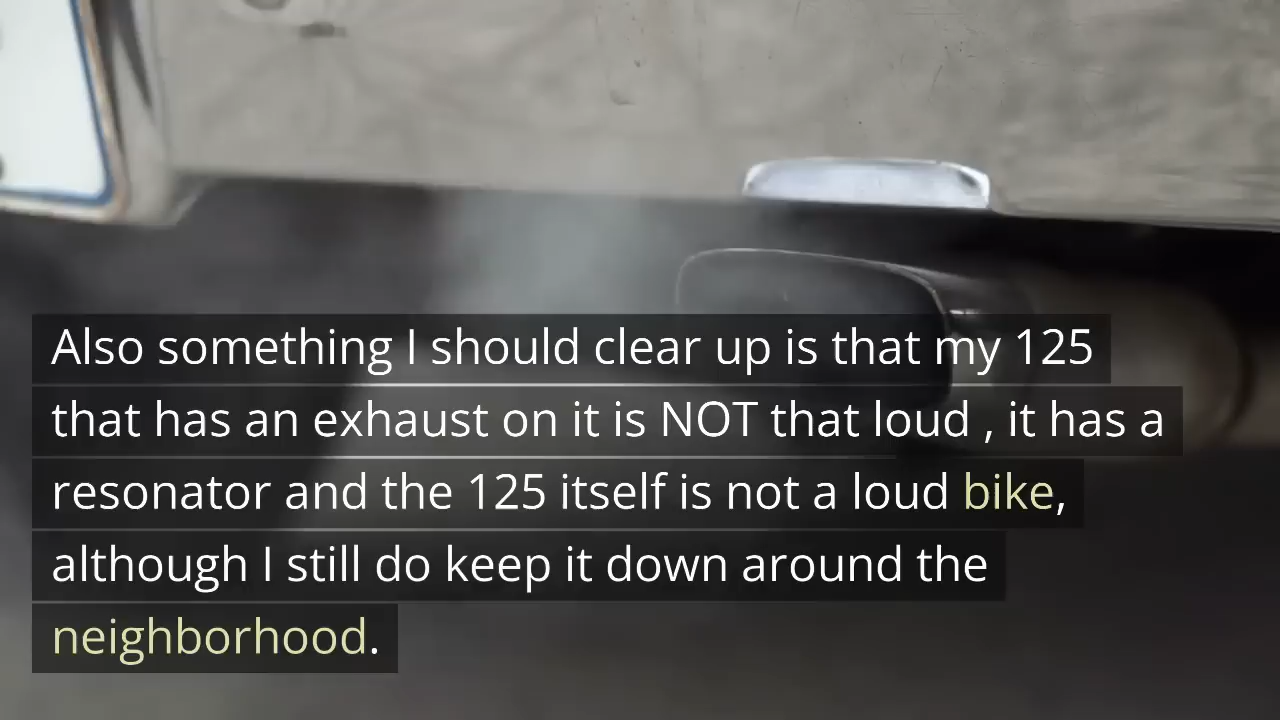 Also something I should clear up is that my 125
that has an exhaust on it is NOT that loud , it has a
resonator and the 125 itself is not a loud bike,
although I still do keep it down around the
neighborhood.